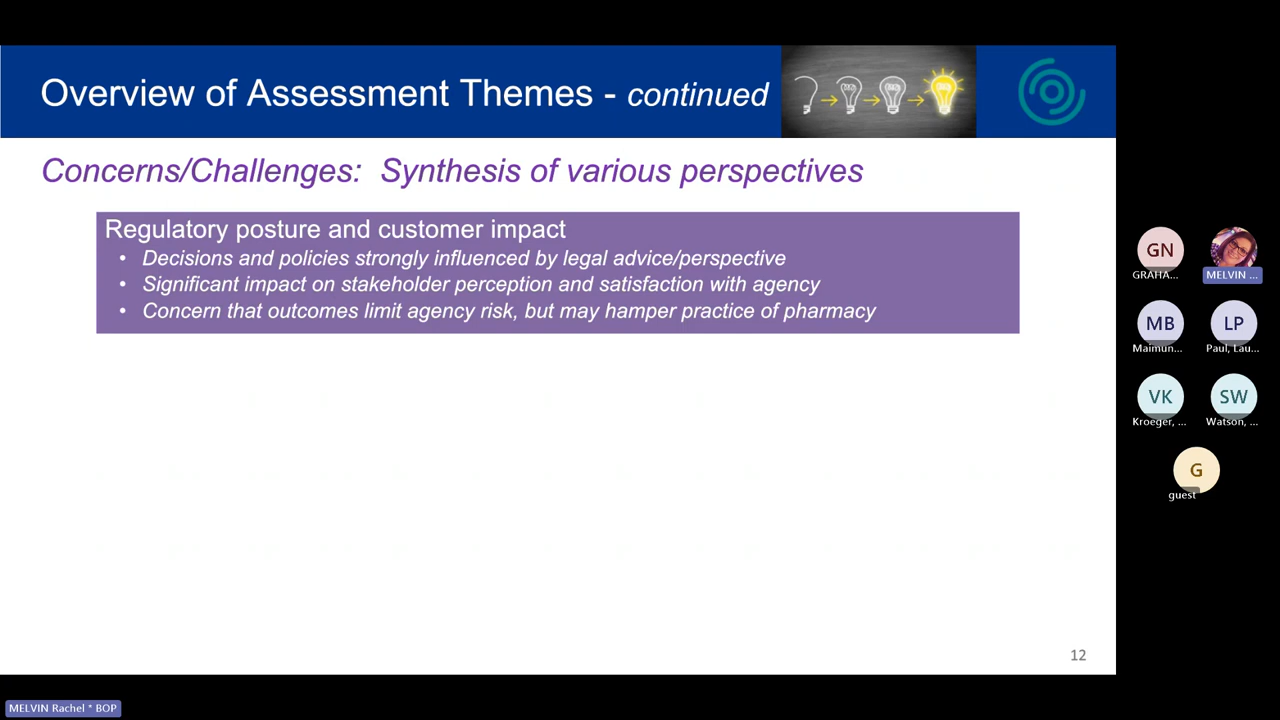 Overview of Assessment Themes - continued
Concerns/Challenges: Synthesis of various perspectives
Regulatory posture and customer impact
• Decisions and policies strongly influenced by legal advice/perspective
• Significant impact on stakeholder perception and satisfaction with agency
• Concern that outcomes limit agency risk, but may hamper practice of pharmacy
12
GN
GRAHA...
MELVIN ...
MB
Maimun...
LP
Paul, Lau...
VK
Kroeger, ...
SW
Watson, ...
G
guest
MELVIN Rachel * BOP